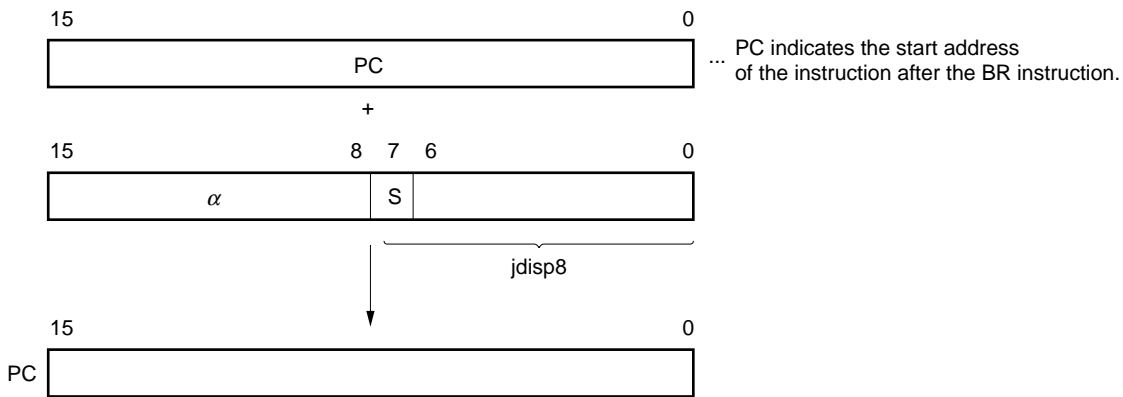 15 0
PC
... PC indicates the start address
of the instruction after the BR instruction.
+
15 8 7 6 0
α S
jdisp8
15 0
PC